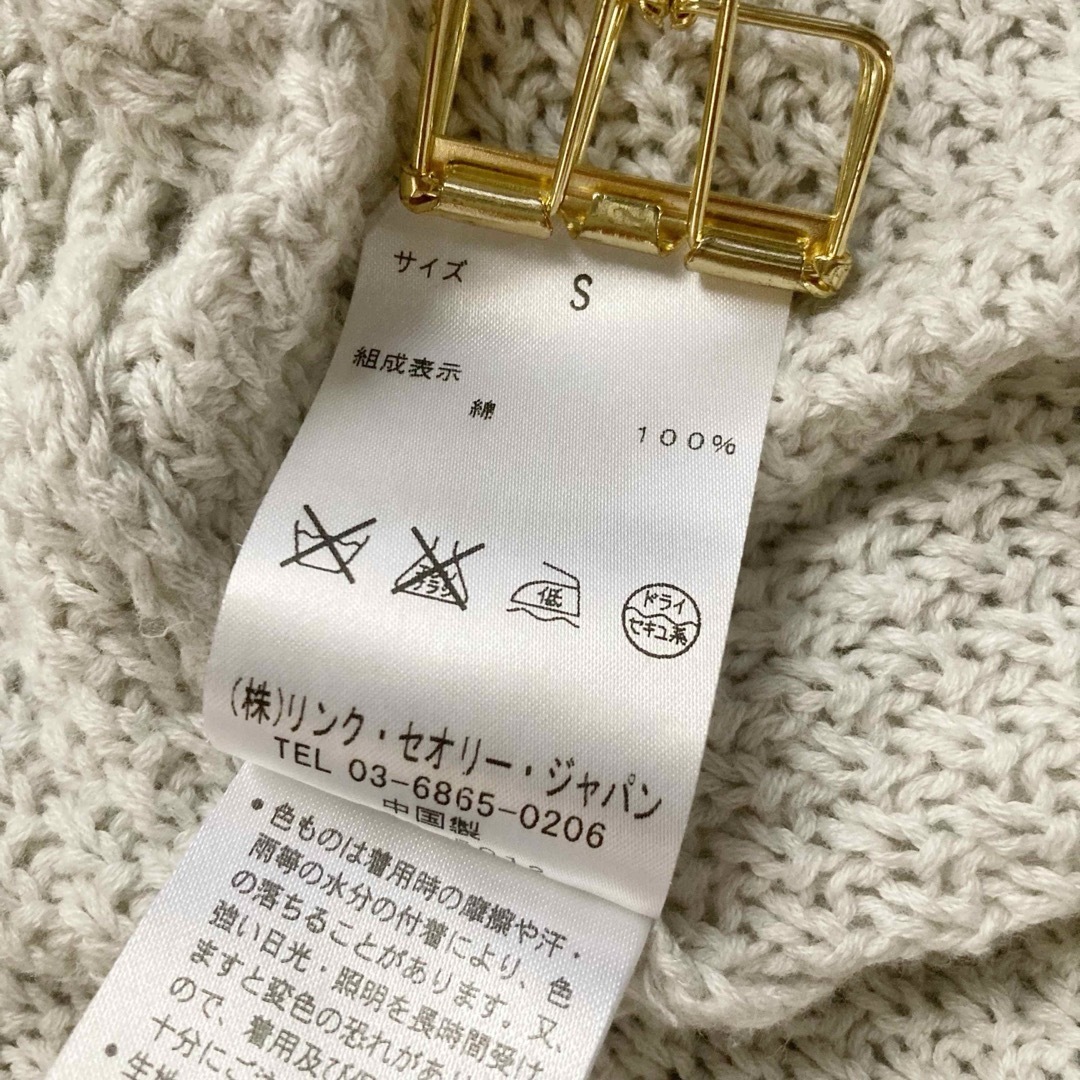 サイズ S
組成表示
綿 100%
低
ドライ
セキユ系
(株)リンク・セオリー・ジャパン
TEL 03-6865-0206
中国製
・色ものは着用時の摩擦や汗・
雨等の水分の付着により、色
の落ちることがあります。又、
強い日光・照明を長時間受け
ますと変色の恐れがあり
ので、着用及び
十分にご
・生地